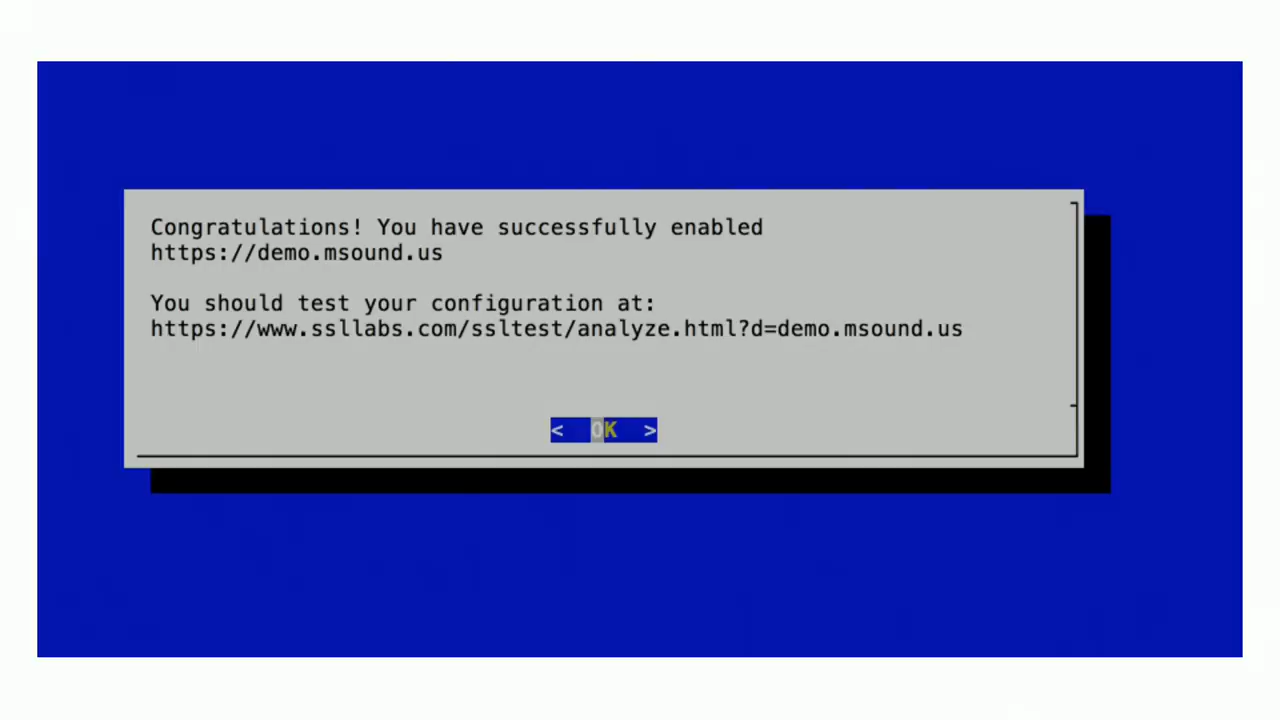 Congratulations! You have successfully enabled
https://demo.msound.us
You should test your configuration at:
https://www.ssllabs.com/ssltest/analyze.html?d=demo.msound.us
< OK >